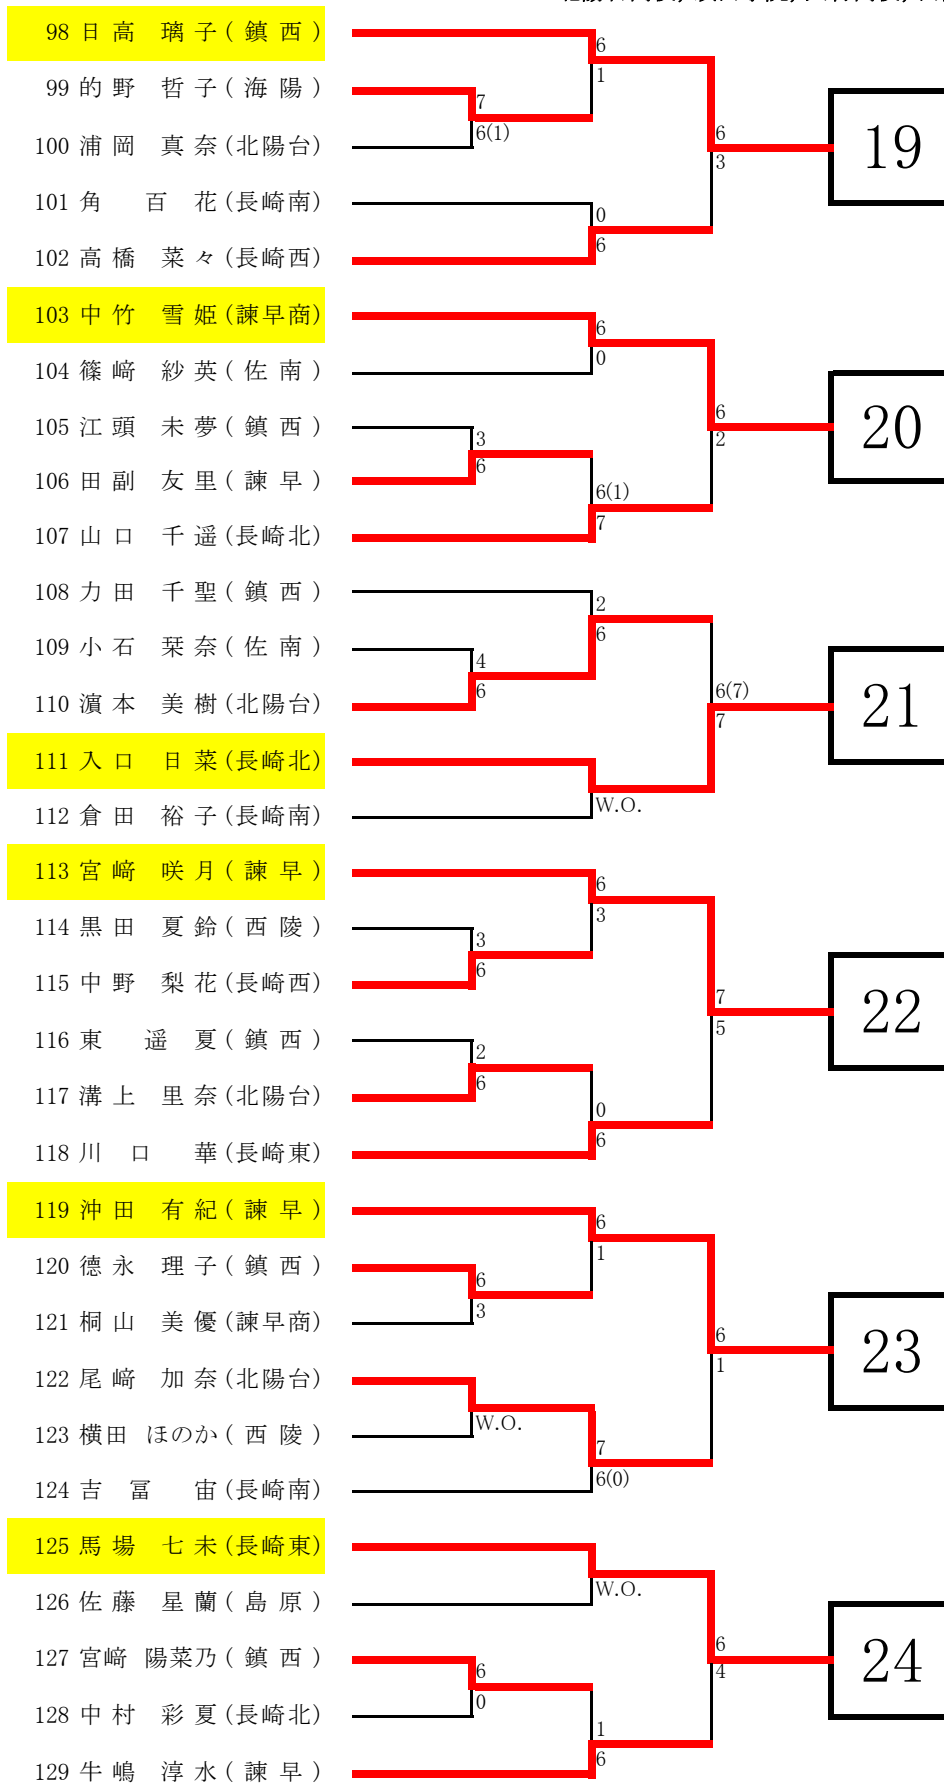 98 日高 璃子(鎮西)
6
99 的野 哲子(海陽)
1
7
6(1)
100 浦岡 真奈(北陽台)
6
3
19
101 角 百花(長崎南)
0
6
102 高橋 菜々(長崎西)
103 中竹 雪姫(諫早商)
6
0
104 篠﨑 紗英(佐南)
6
2
20
105 江頭 未夢(鎮西)
3
6
106 田副 友里(諫早)
6(1)
7
107 山口 千遥(長崎北)
108 力田 千聖(鎮西)
2
6
109 小石 栞奈(佐南)
4
6
110 濵本 美樹(北陽台)
6(7)
7
21
111 入口 日菜(長崎北)
W.O.
112 倉田 裕子(長崎南)
113 宮﨑 咲月(諫早)
6
3
114 黒田 夏鈴(西陵)
3
6
115 中野 梨花(長崎西)
7
5
22
116 東 遥夏(鎮西)
2
6
117 溝上 里奈(北陽台)
0
6
118 川口 華(長崎東)
119 沖田 有紀(諫早)
6
1
120 德永 理子(鎮西)
6
3
121 桐山 美優(諫早商)
6
1
23
122 尾﨑 加奈(北陽台)
W.O.
123 横田 ほのか(西陵)
7
6(0)
124 吉冨 宙(長崎南)
125 馬場 七未(長崎東)
W.O.
126 佐藤 星蘭(島原)
6
4
24
127 宮﨑 陽菜乃(鎮西)
6
0
128 中村 彩夏(長崎北)
1
6
129 牛嶋 淳水(諫早)